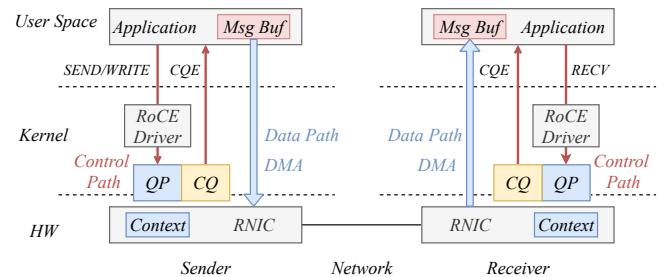 User Space
Application
Msg Buf
Msg Buf
Application
SEND/WRITE
CQE
CQE
RECV
Kernel
RoCE
Driver
Data Path
DMA
Data Path
DMA
RoCE
Driver
Control
Path
QP
CQ
CQ
QP
Control
Path
HW
Context
RNIC
RNIC
Context
Sender
Network
Receiver